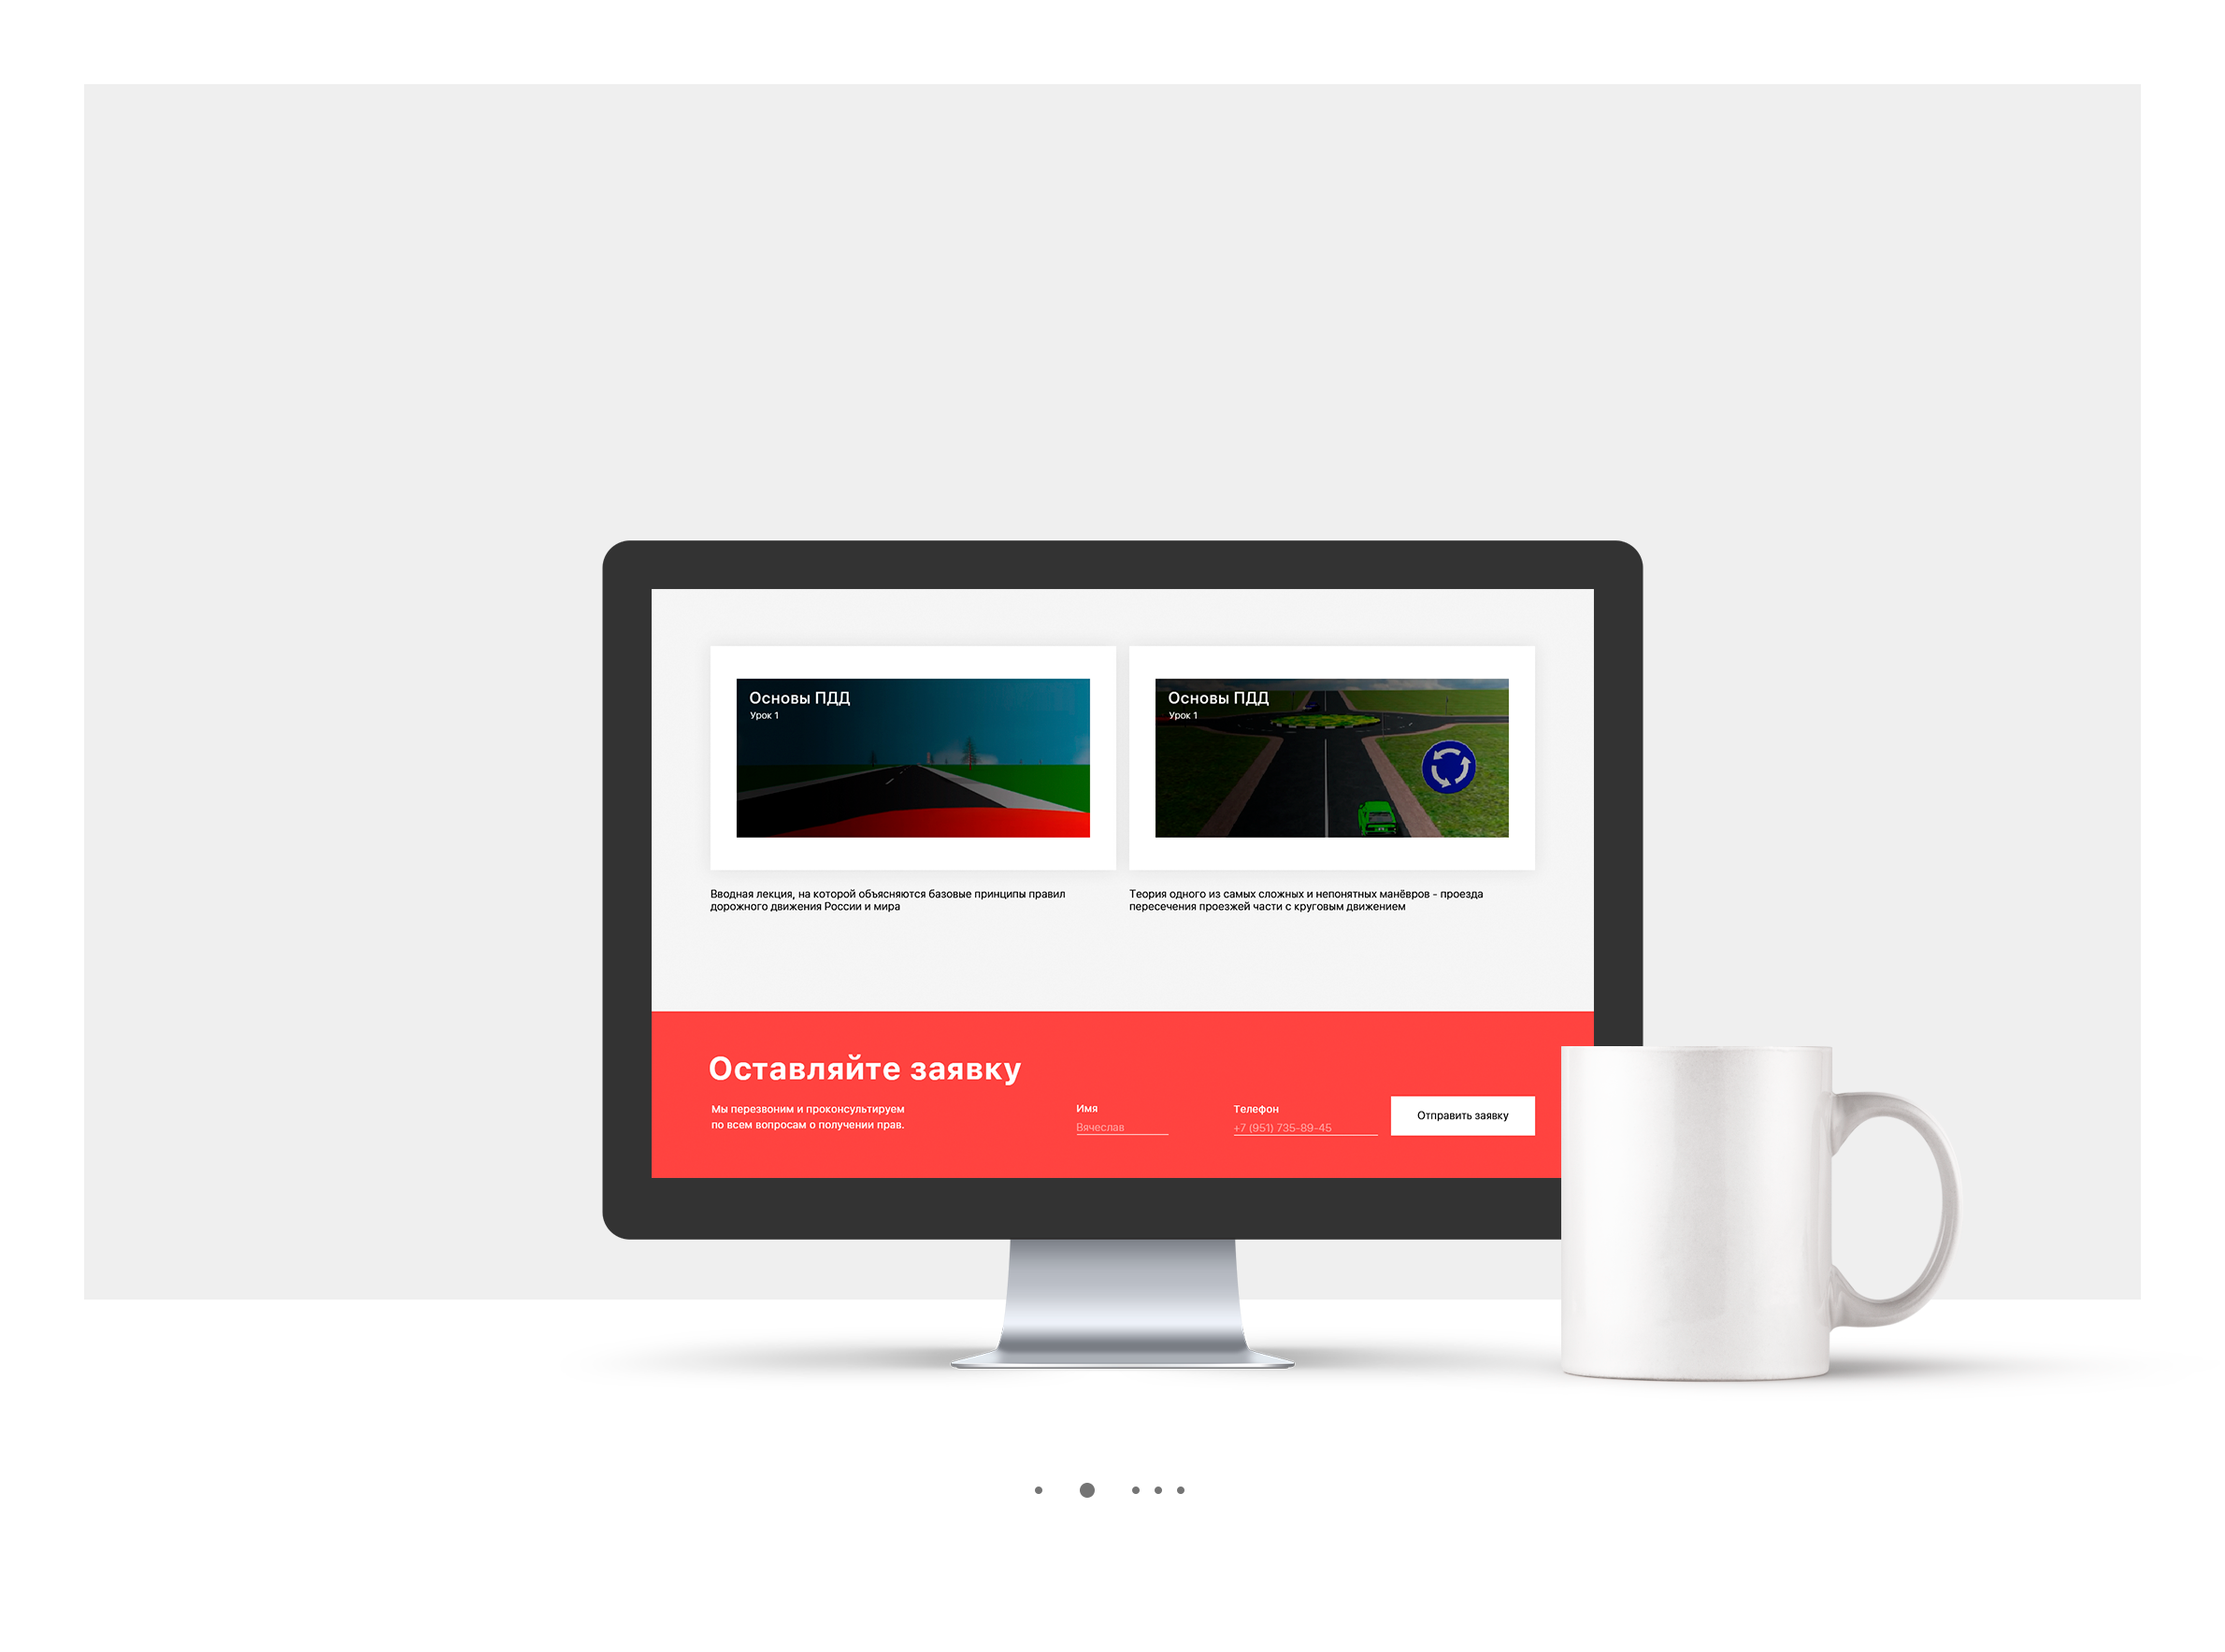 Основы ПДД
Урок 1
Основы ПДД
Урок 1
Вводная лекция, на которой объясняются базовые принципы правил
дорожного движения России и мира
Теория одного из самых сложных и непонятных манёвров - проезда
пересечения проезжей части с круговым движением
Оставляйте заявку
Мы перезвоним и проконсультируем
по всем вопросам о получении прав.
Имя
Вячеслав
Телефон
+7 (951) 735-89-45
Отправить заявку